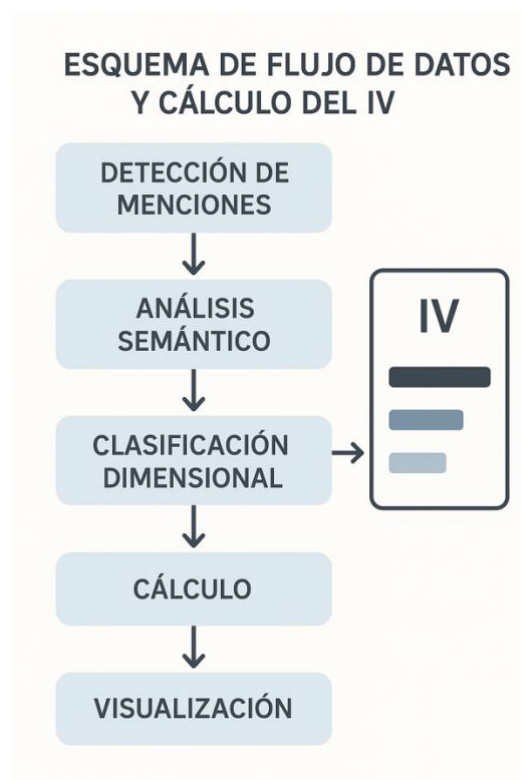 ESQUEMA DE FLUJO DE DATOS
Y CÁLCULO DEL IV
DETECCIÓN DE
MENCIONES
ANÁLISIS
SEMÁNTICO
CLASIFICACIÓN
DIMENSIONAL
IV
CÁLCULO
VISUALIZACIÓN